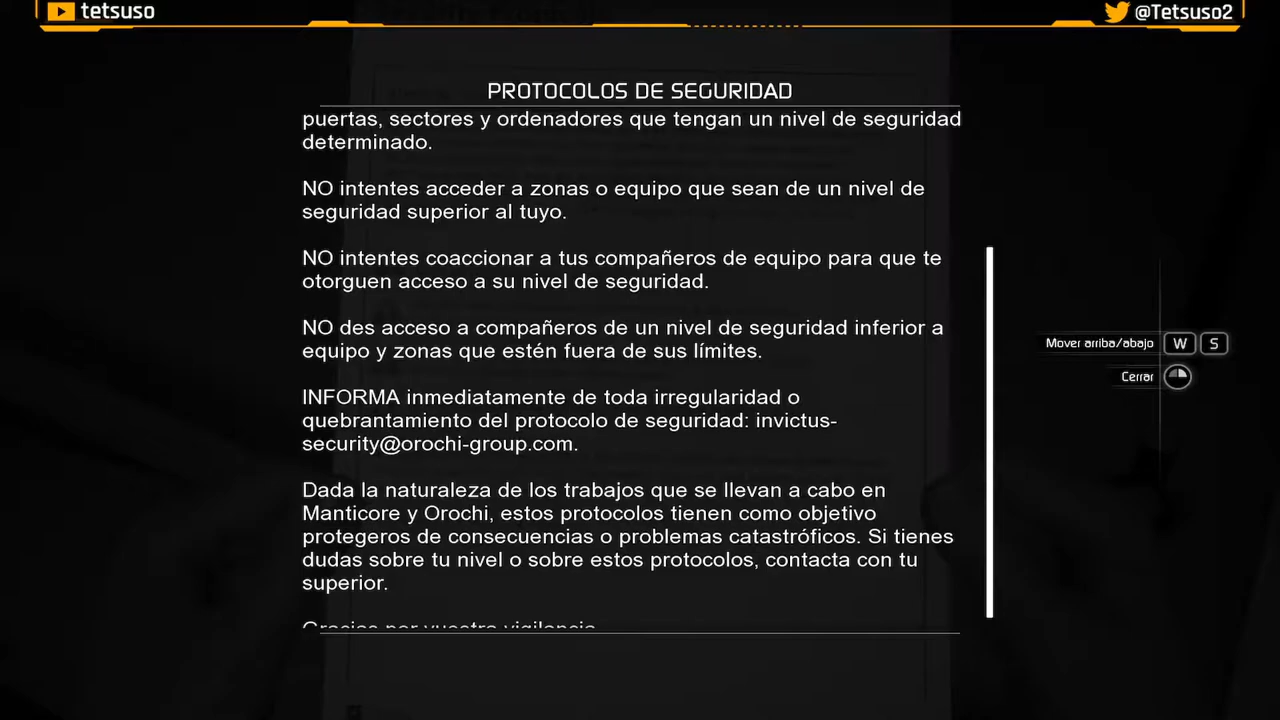 tetsuso
@Tetsuso2
PROTOCOLOS DE SEGURIDAD
puertas, sectores y ordenadores que tengan un nivel de seguridad
determinado.
NO intentes acceder a zonas o equipo que sean de un nivel de
seguridad superior al tuyo.
NO intentes coaccionar a tus compañeros de equipo para que te
otorguen acceso a su nivel de seguridad.
NO des acceso a compañeros de un nivel de seguridad inferior a
equipo y zonas que estén fuera de sus límites.
INFORMA inmediatamente de toda irregularidad o
quebrantamiento del protocolo de seguridad: invictus-
security@orochi-group.com.
Dada la naturaleza de los trabajos que se llevan a cabo en
Manticore y Orochi, estos protocolos tienen como objetivo
protegeros de consecuencias o problemas catastróficos. Si tienes
dudas sobre tu nivel o sobre estos protocolos, contacta con tu
superior.
Gracias por vuestra vigilancia
Mover arriba/abajo W S
Cerrar